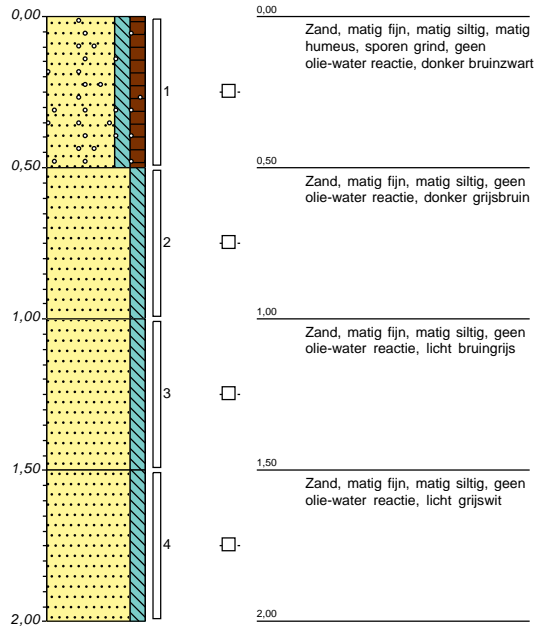 0,00
0,00
Zand, matig fijn, matig siltig, matig
humeus, sporen grind, geen
olie-water reactie, donker bruinzwart
1
0,50
0,50
Zand, matig fijn, matig siltig, geen
olie-water reactie, donker grijsbruin
2
1,00
1,00
Zand, matig fijn, matig siltig, geen
olie-water reactie, licht bruingrijs
3
1,50
1,50
Zand, matig fijn, matig siltig, geen
olie-water reactie, licht grijswit
4
2,00
2,00